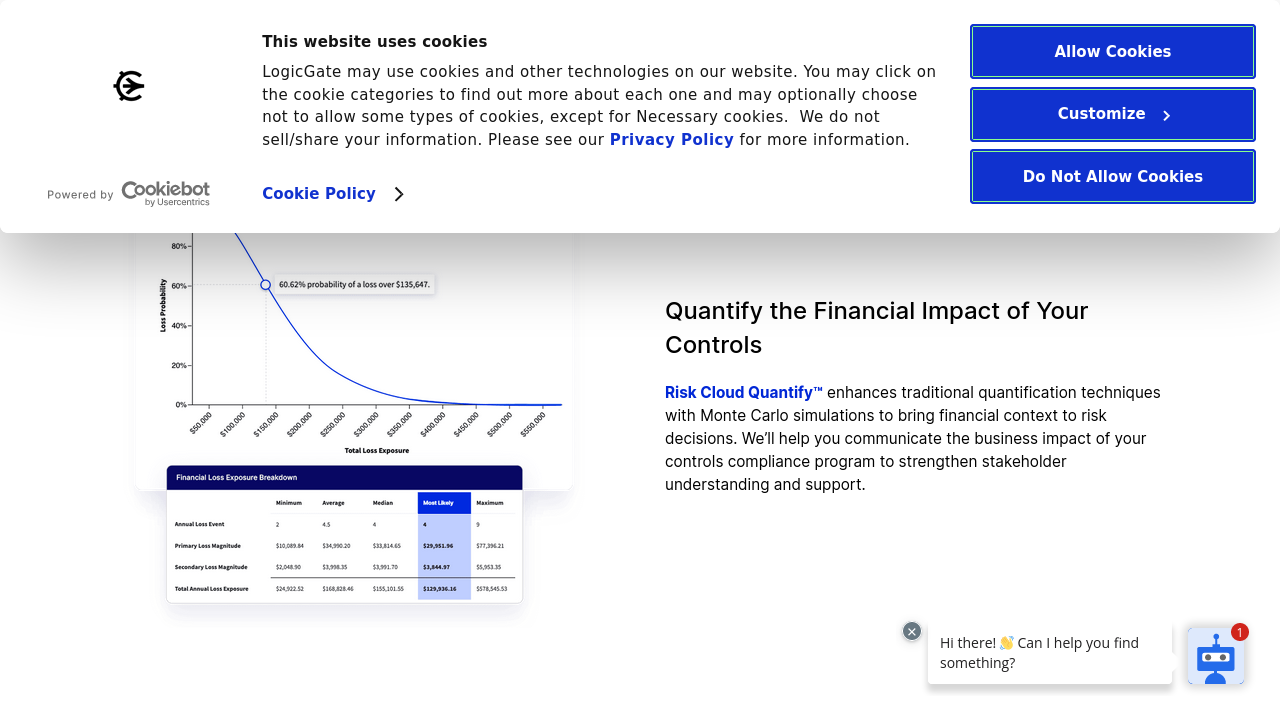 This website uses cookies
LogicGate may use cookies and other technologies on our website. You may click on
the cookie categories to find out more about each one and may optionally choose
not to allow some types of cookies, except for Necessary cookies.  We do not
sell/share your information. Please see our Privacy Policy for more information.
Cookie Policy
Powered by Cookiebot
by Usercentrics
Allow Cookies
Customize
Do Not Allow Cookies
80%
60%
40%
20%
0%
Loss Probability
60.62% probability of a loss over $135,647.
$50,000 $100,000 $150,000 $200,000 $250,000 $300,000 $350,000 $400,000 $450,000 $500,000 $550,000
Total Loss Exposure
Financial Loss Exposure Breakdown
Minimum Average Median Most Likely Maximum
Annual Loss Event 2 4.5 4 4 9
Primary Loss Magnitude $10,089.84 $34,990.20 $33,814.65 $29,951.96 $77,396.21
Secondary Loss Magnitude $2,048.90 $3,998.35 $3,991.70 $3,844.97 $5,953.35
Total Annual Loss Exposure $24,922.52 $168,828.46 $155,101.55 $129,936.16 $578,545.53
Quantify the Financial Impact of Your
Controls
Risk Cloud Quantify™ enhances traditional quantification techniques
with Monte Carlo simulations to bring financial context to risk
decisions. We’ll help you communicate the business impact of your
controls compliance program to strengthen stakeholder
understanding and support.
Hi there! 👋 Can I help you find
something?
1